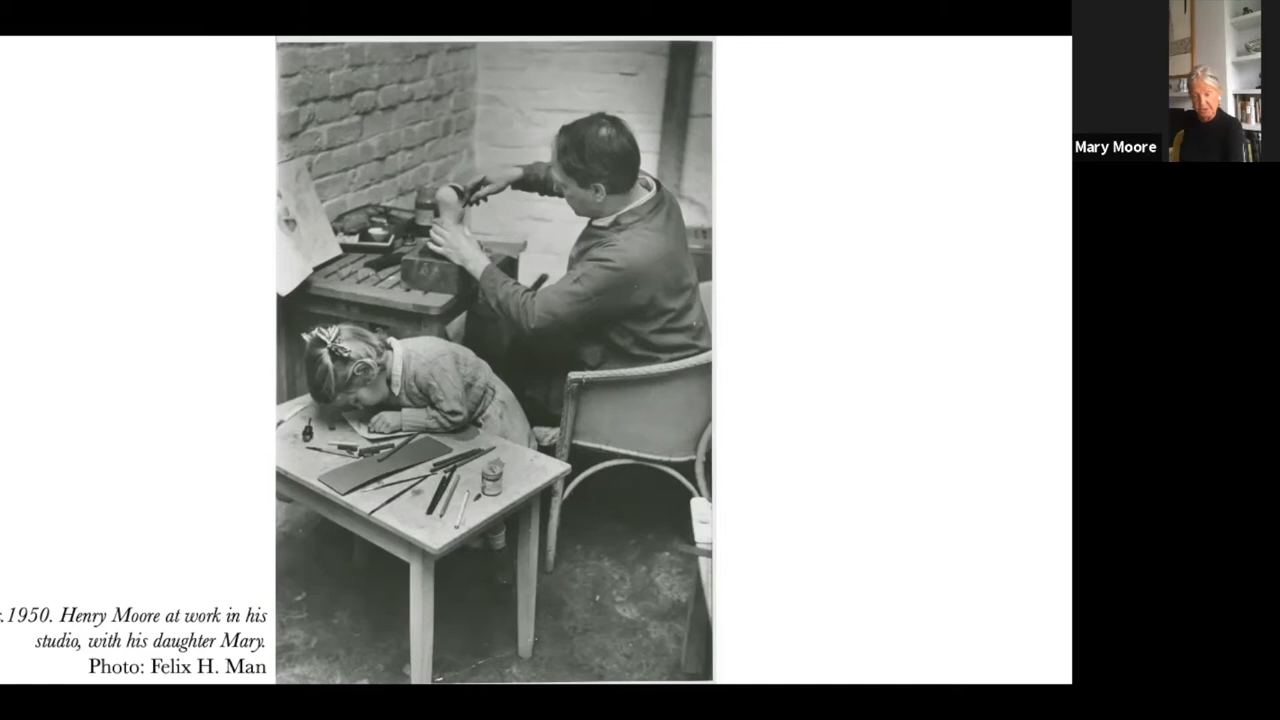 c.1950. Henry Moore at work in his
studio, with his daughter Mary.
Photo: Felix H. Man
Mary Moore